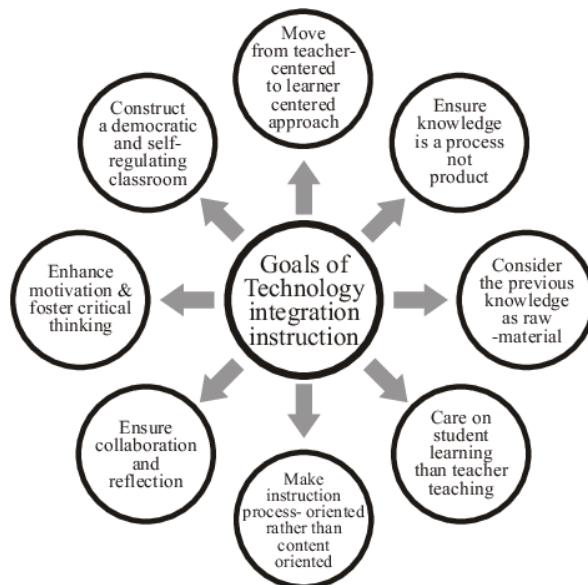 Move
from teacher-
centered
to learner
centered
approach
Ensure
knowledge
is a process
not
product
Consider
the previous
knowledge
as raw
-material
Care on
student
learning
than teacher
teaching
Make
instruction
process- oriented
rather than
content
oriented
Ensure
collaboration
and
reflection
Enhance
motivation &
foster critical
thinking
Construct
a democratic
and self-
regulating
classroom
Goals of
Technology
integration
instruction